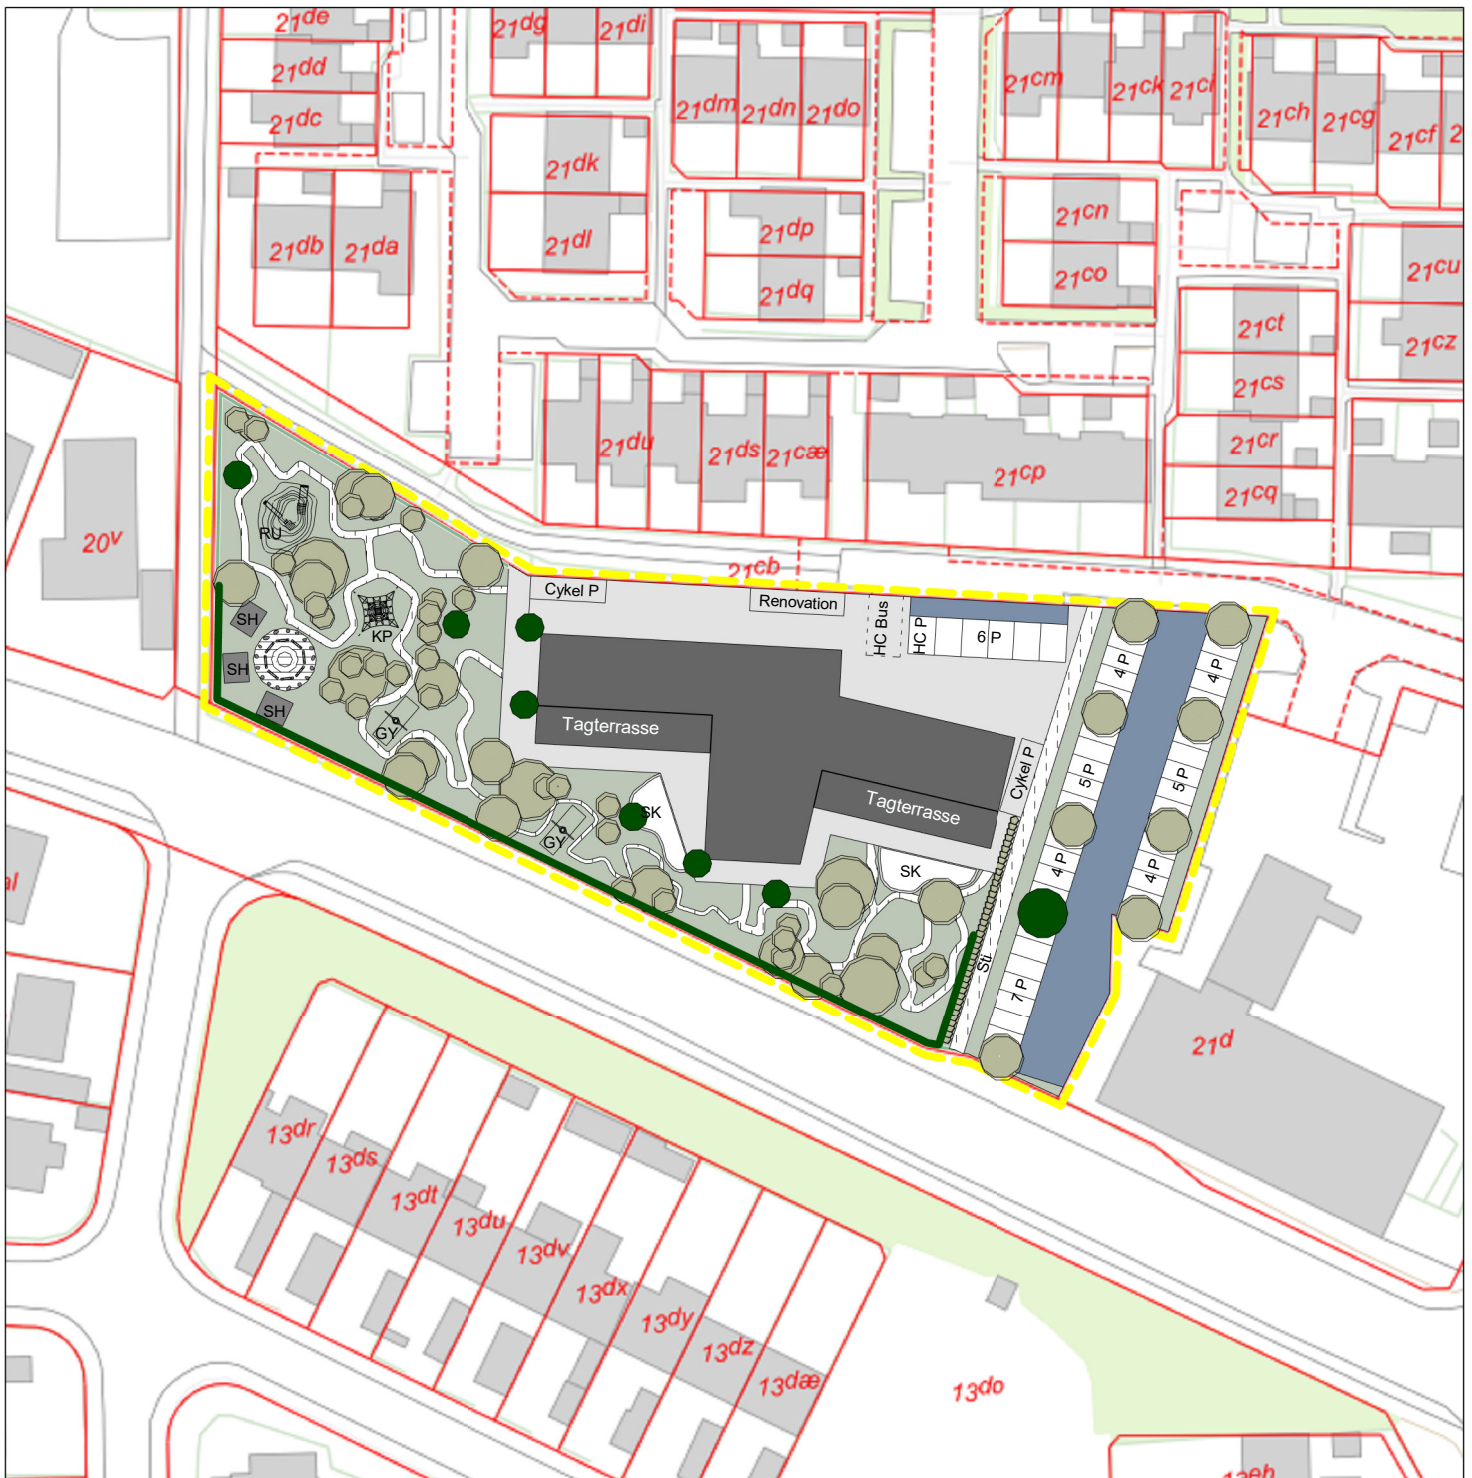 21de
21dg
21di
21dd
21dc
21dm
21dn
21do
21cm
21ck
21ci
21ch
21cg
21cf
2
21dk
21dl
21db
21da
21dp
21dq
21cn
21co
21cu
21cz
21ct
21cs
21cr
21cq
21du
21ds
21cæ
21cp
20v
21cb
RU
Cykel P
Renovation
HC Bus
HC P
6 P
4 P
4 P
SH
KP
SH
SH
GY
Tagterrasse
Tagterrasse
Cykel P
5 P
5 P
SK
GY
SK
4 P
4 P
Sti
7 P
21d
13dr
13ds
13dt
13du
13dv
13dx
13dy
13dz
13dæ
13do